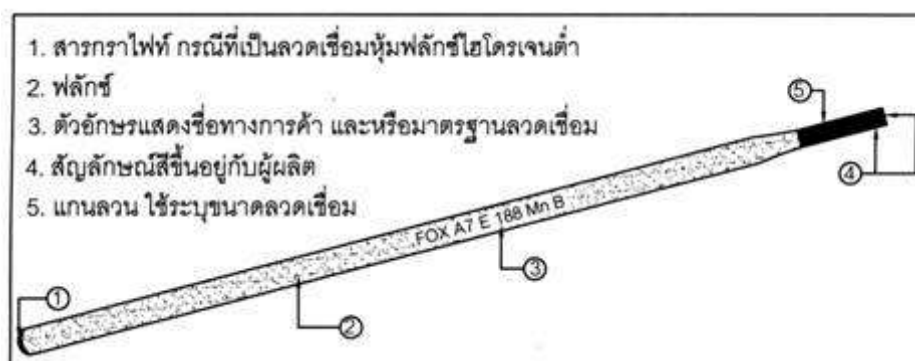 1. สารกราไฟท์ กรณีที่เป็นลวดเชื่อมหุ้มฟลักซ์ไฮโดรเจนต่ำ
2. ฟลักซ์
3. ตัวอักษรแสดงชื่อทางการค้า และหรือมาตรฐานลวดเชื่อม
4. สัญลักษณ์สีขึ้นอยู่กับผู้ผลิต
5. แกนลวน ใช้ระบุขนาดลวดเชื่อม
5
4
FOX A7 E 188 Mn B
3
1
2